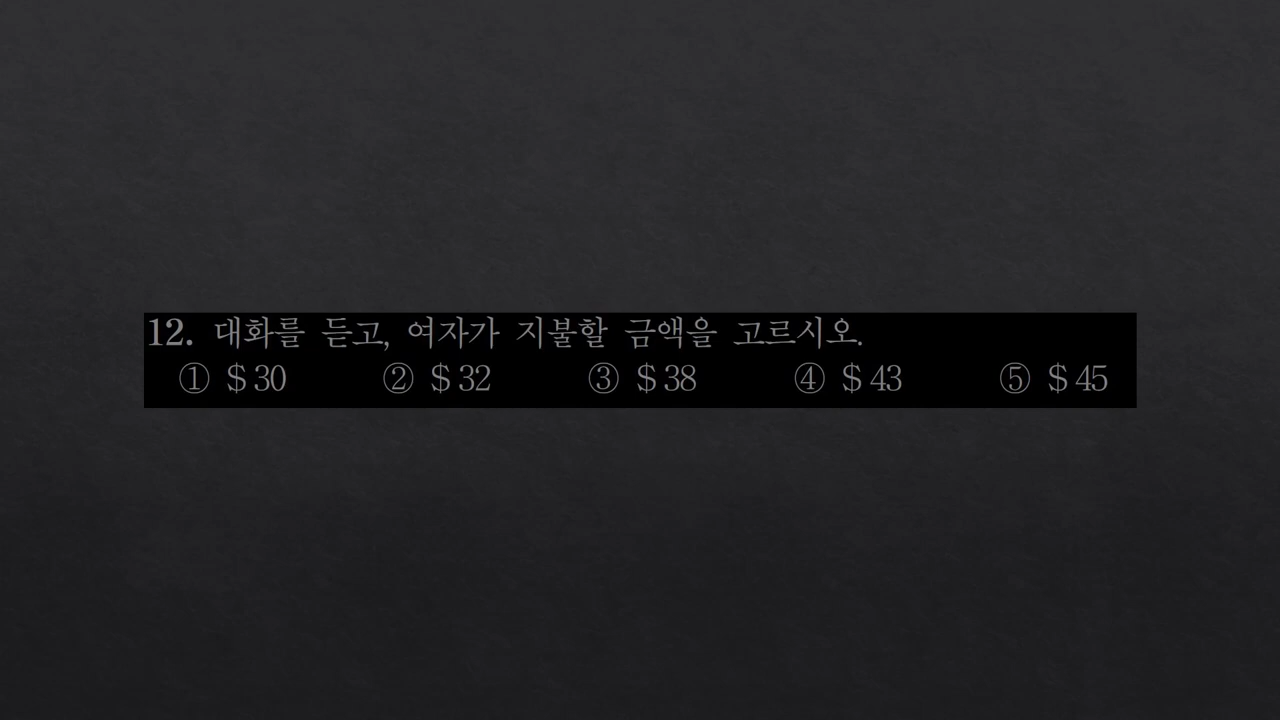 12. 대화를 듣고, 여자가 지불할 금액을 고르시오.
① $30 ② $32 ③ $38 ④ $43 ⑤ $45